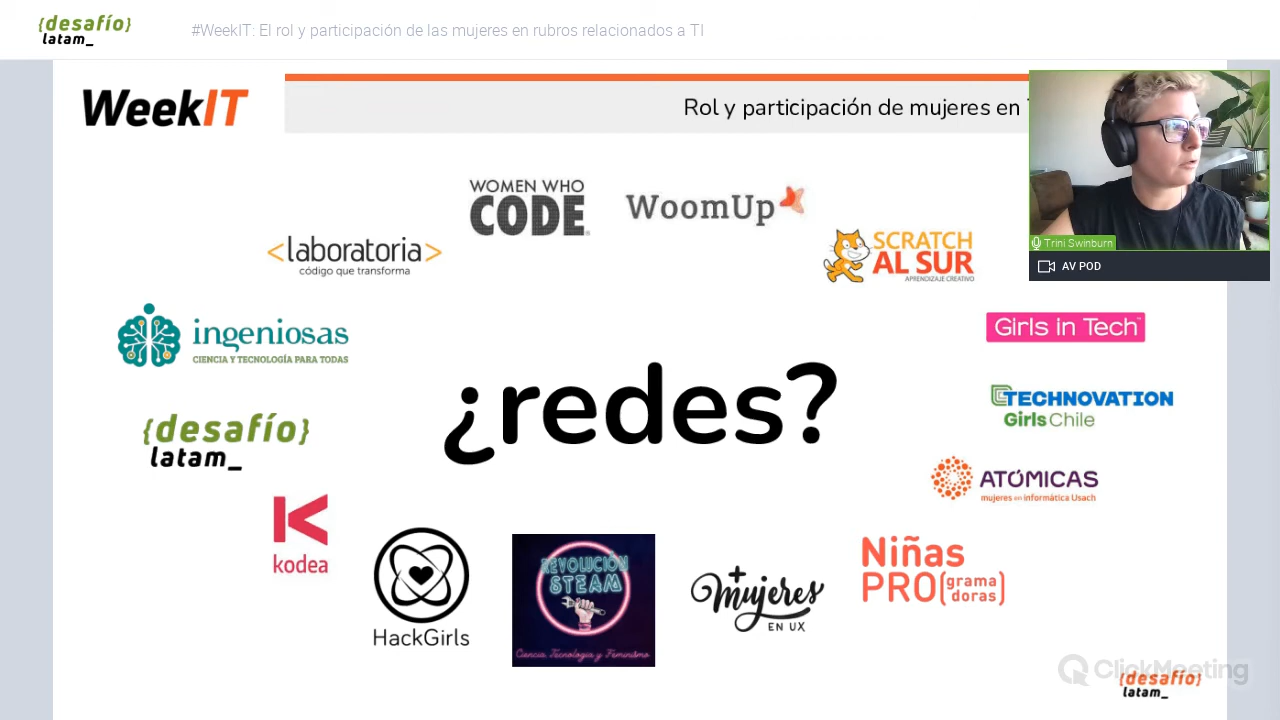 {desafío}
latam_
#WeekIT: El rol y participación de las mujeres en rubros relacionados a TI
WeekIT
Rol y participación de mujeres en
Trini Swinburn
AV POD
WOMEN WHO
CODE
WoomUp
<laboratoria>
código que transforma
SCRATCH
AL SUR
APRENDIZAJE CREATIVO
ingeniosas
CIENCIA Y TECNOLOGÍA PARA TODAS
Girls in Tech
¿redes?
TECHNOVATION
Girls Chile
{desafío}
latam_
ATÓMICAS
mujeres en informática Usach
kodea
HackGirls
REVOLUCIÓN
STEAM
Ciencia, Tecnología y Feminismo
+Mujeres
EN UX
Niñas
PRO(grama
doras)
ClickMeeting
{desafío}
latam_